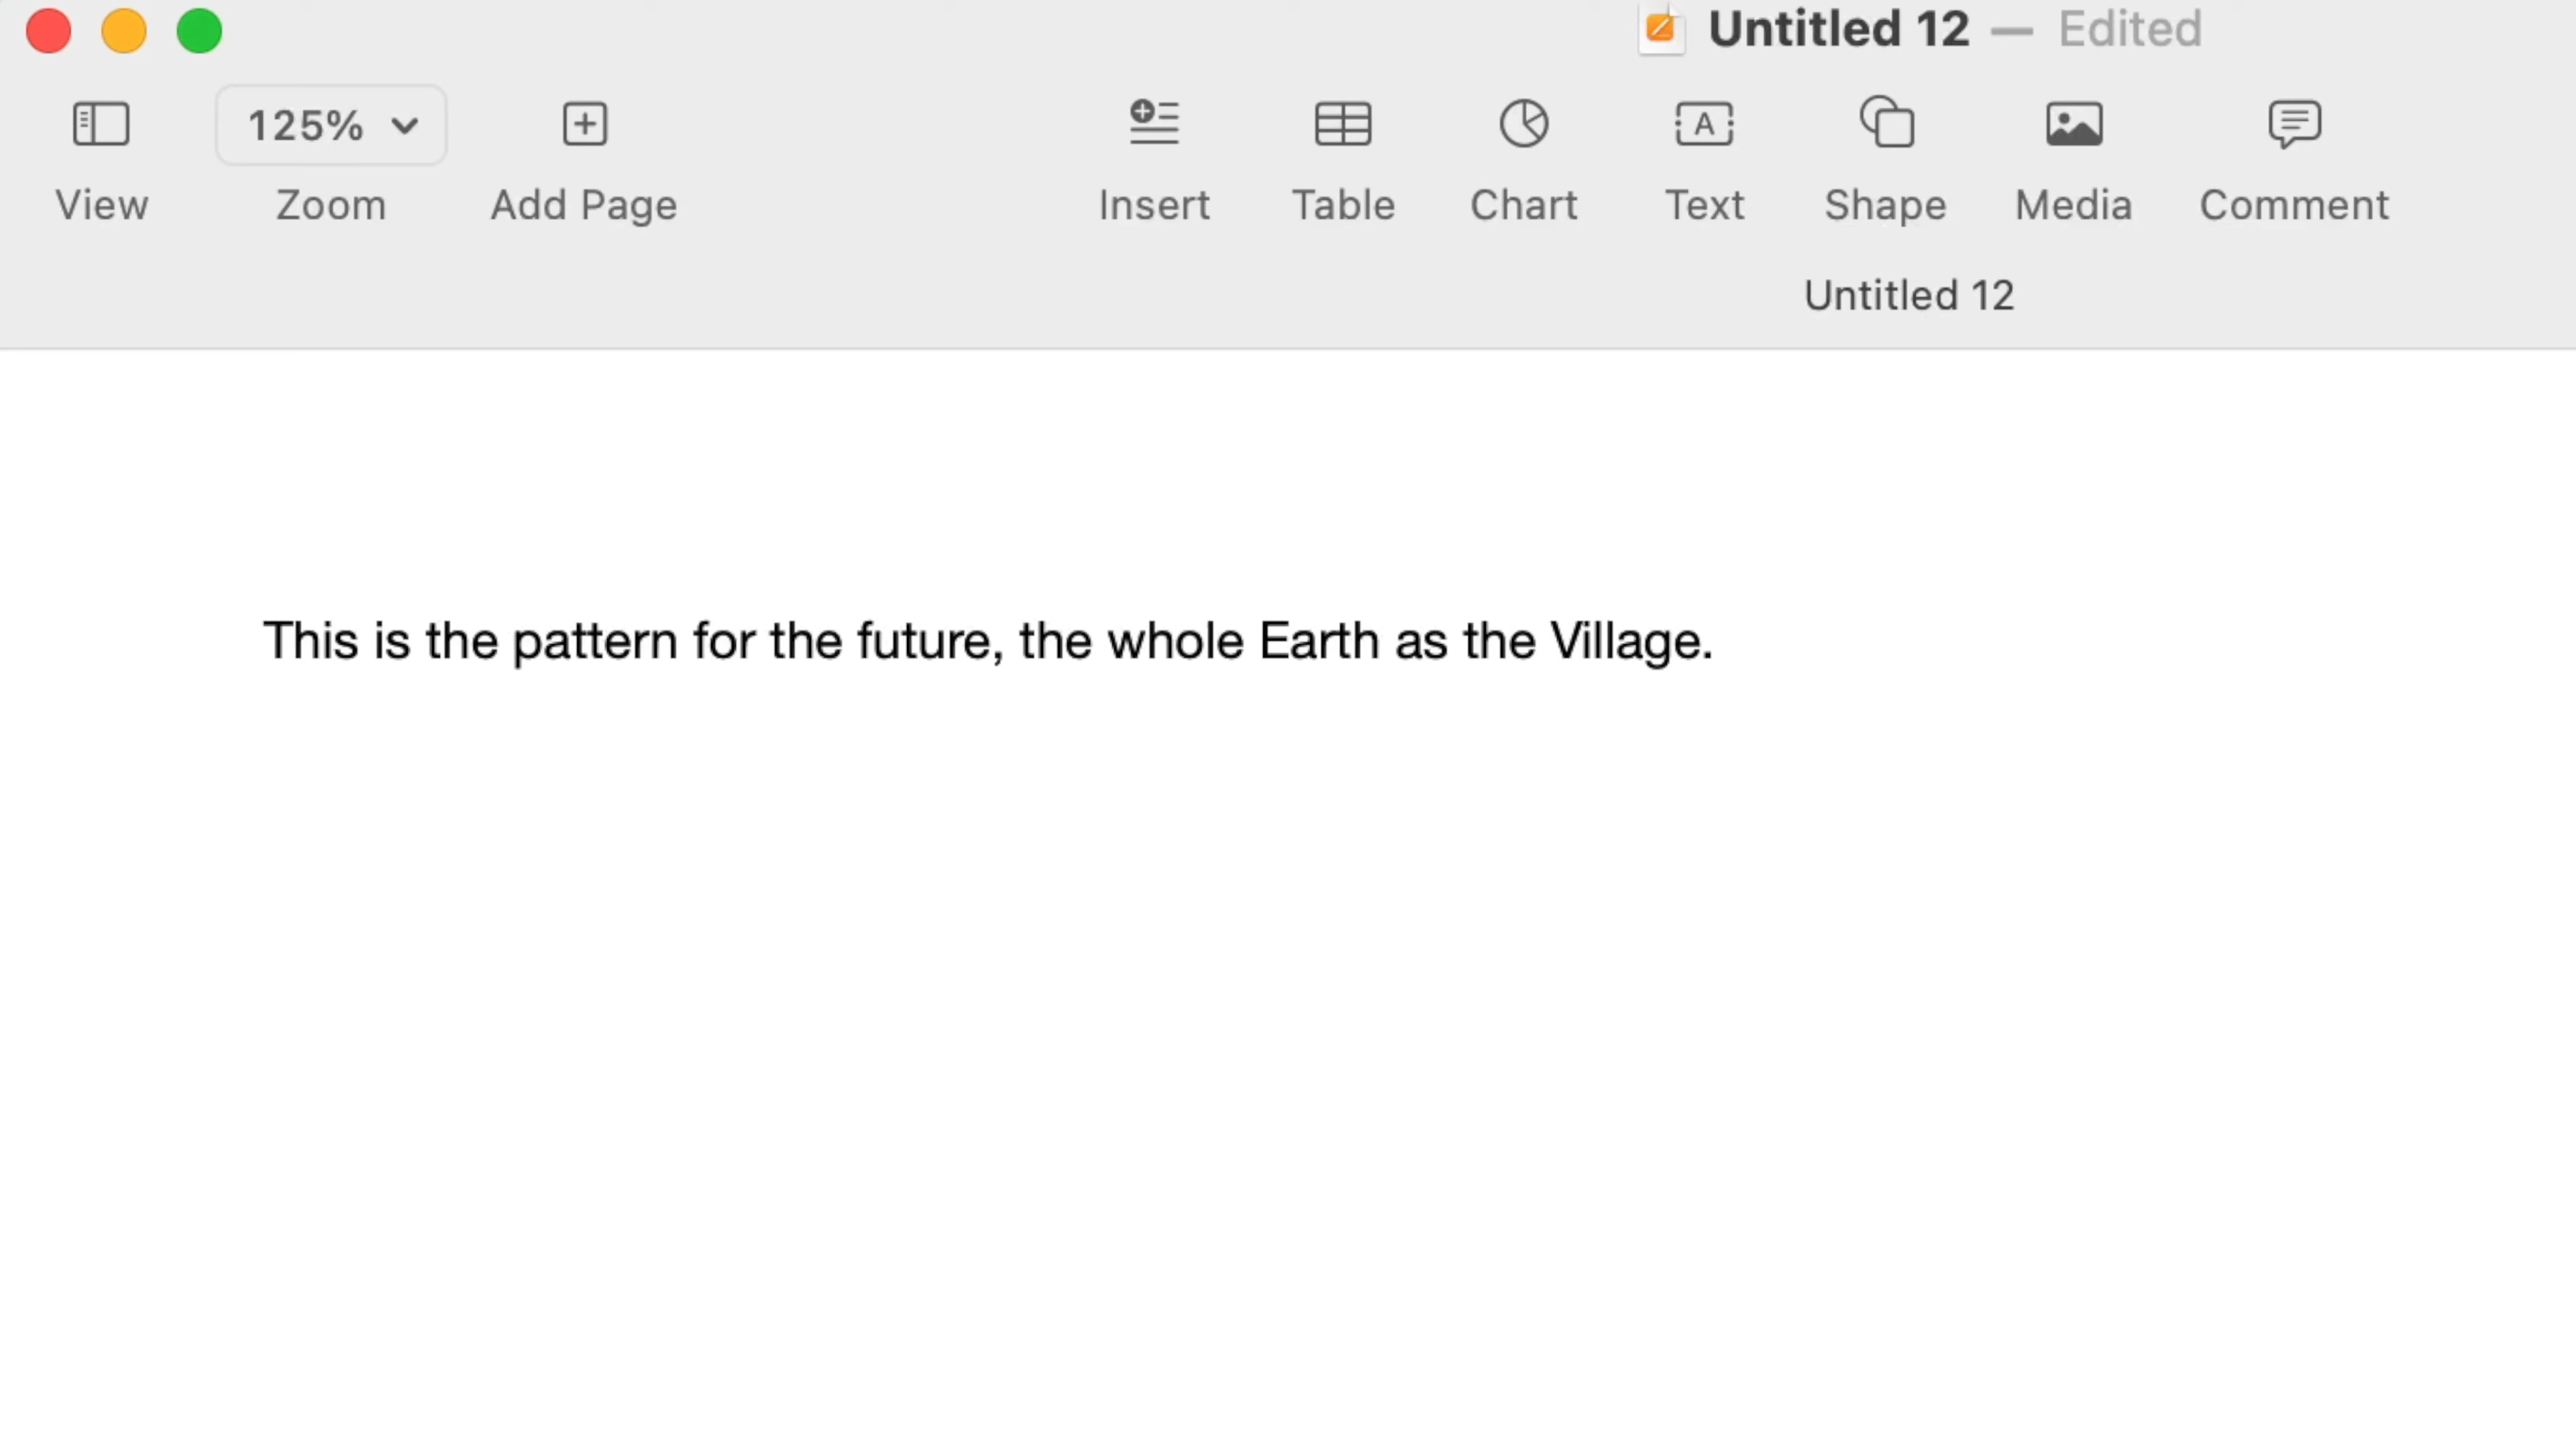 Untitled 12 — Edited
125%
View Zoom Add Page Insert Table Chart Text Shape Media Comment
Untitled 12
This is the pattern for the future, the whole Earth as the Village.